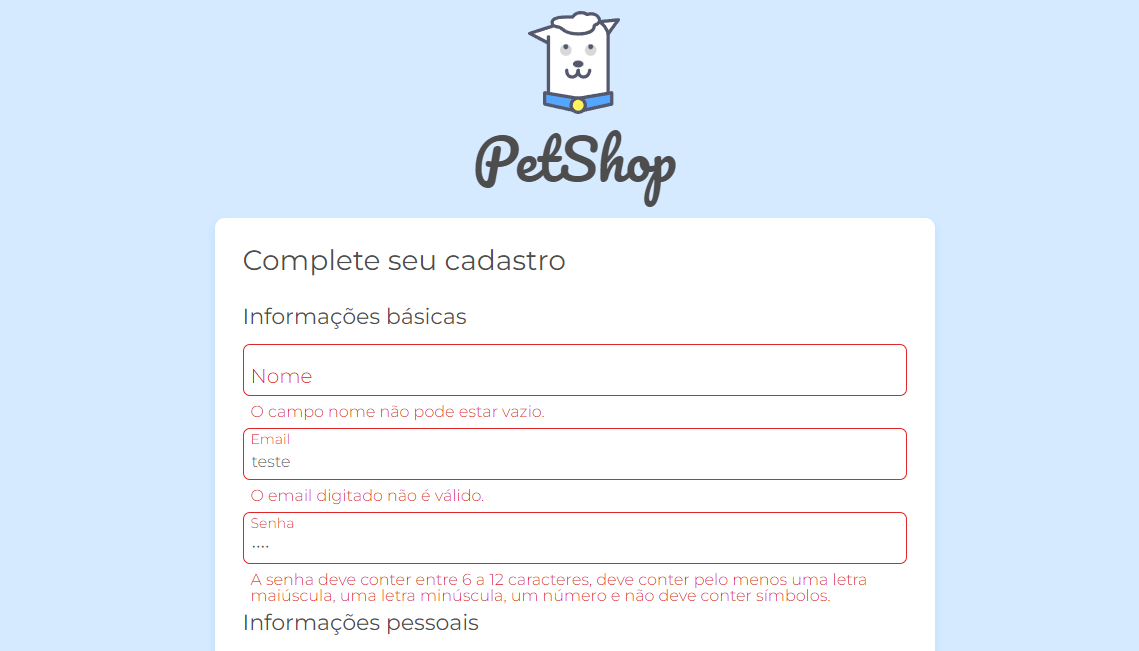 PetShop
Complete seu cadastro
Informações básicas
Nome
O campo nome não pode estar vazio.
Email
teste
O email digitado não é válido.
Senha
····
A senha deve conter entre 6 a 12 caracteres, deve conter pelo menos uma letra
maiúscula, uma letra minúscula, um número e não deve conter símbolos.
Informações pessoais